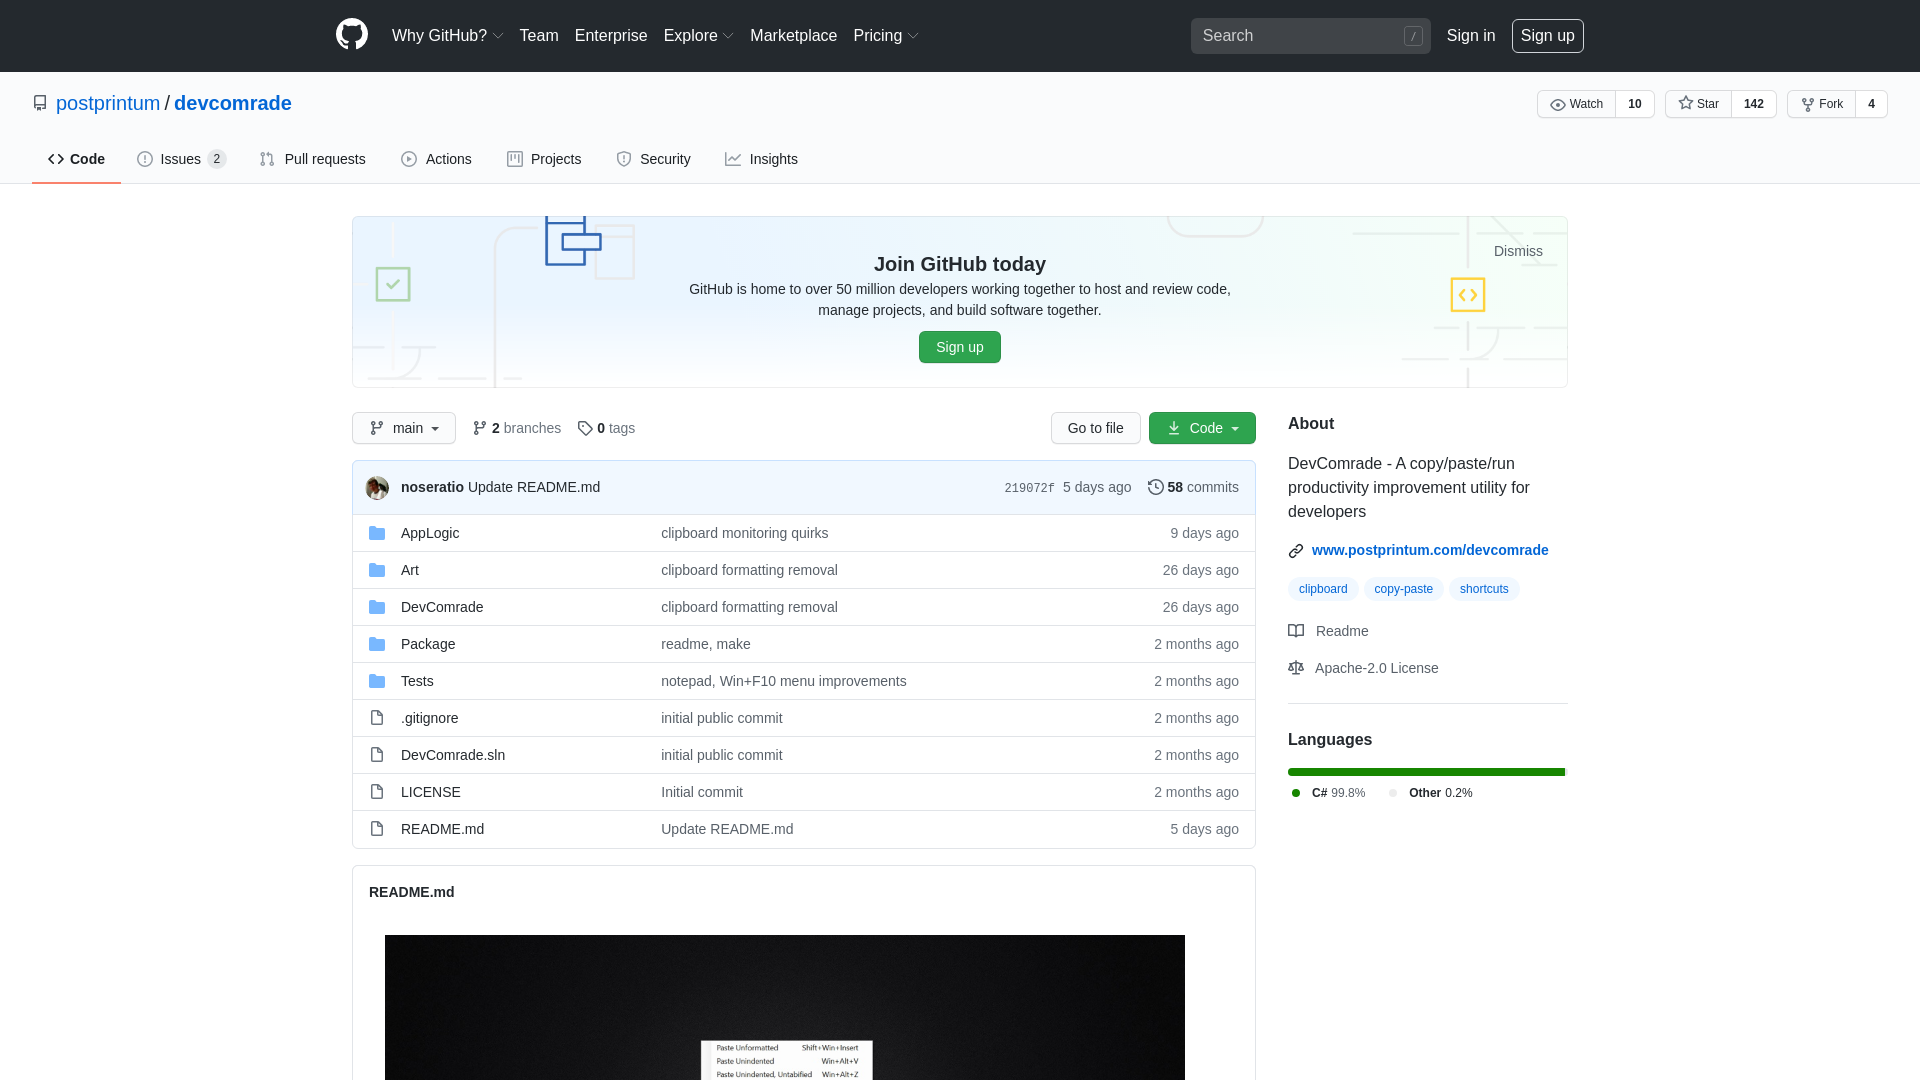 Why GitHub? Team Enterprise Explore Marketplace Pricing Search / Sign in Sign up
postprintum / devcomrade Watch 10 Star 142 Fork 4
Code Issues 2 Pull requests Actions Projects Security Insights
Dismiss
Join GitHub today
GitHub is home to over 50 million developers working together to host and review code,
manage projects, and build software together.
Sign up
main 2 branches 0 tags Go to file Code
noseratio Update README.md 219072f 5 days ago 58 commits
AppLogic clipboard monitoring quirks 9 days ago
Art clipboard formatting removal 26 days ago
DevComrade clipboard formatting removal 26 days ago
Package readme, make 2 months ago
Tests notepad, Win+F10 menu improvements 2 months ago
.gitignore initial public commit 2 months ago
DevComrade.sln initial public commit 2 months ago
LICENSE Initial commit 2 months ago
README.md Update README.md 5 days ago
README.md
Paste Unformatted Shift+Win+Insert
Paste Unindented Win+Alt+V
Paste Unindented, Untabified Win+Alt+Z
About
DevComrade - A copy/paste/run
productivity improvement utility for
developers
www.postprintum.com/devcomrade
clipboard copy-paste shortcuts
Readme
Apache-2.0 License
Languages
C# 99.8% Other 0.2%